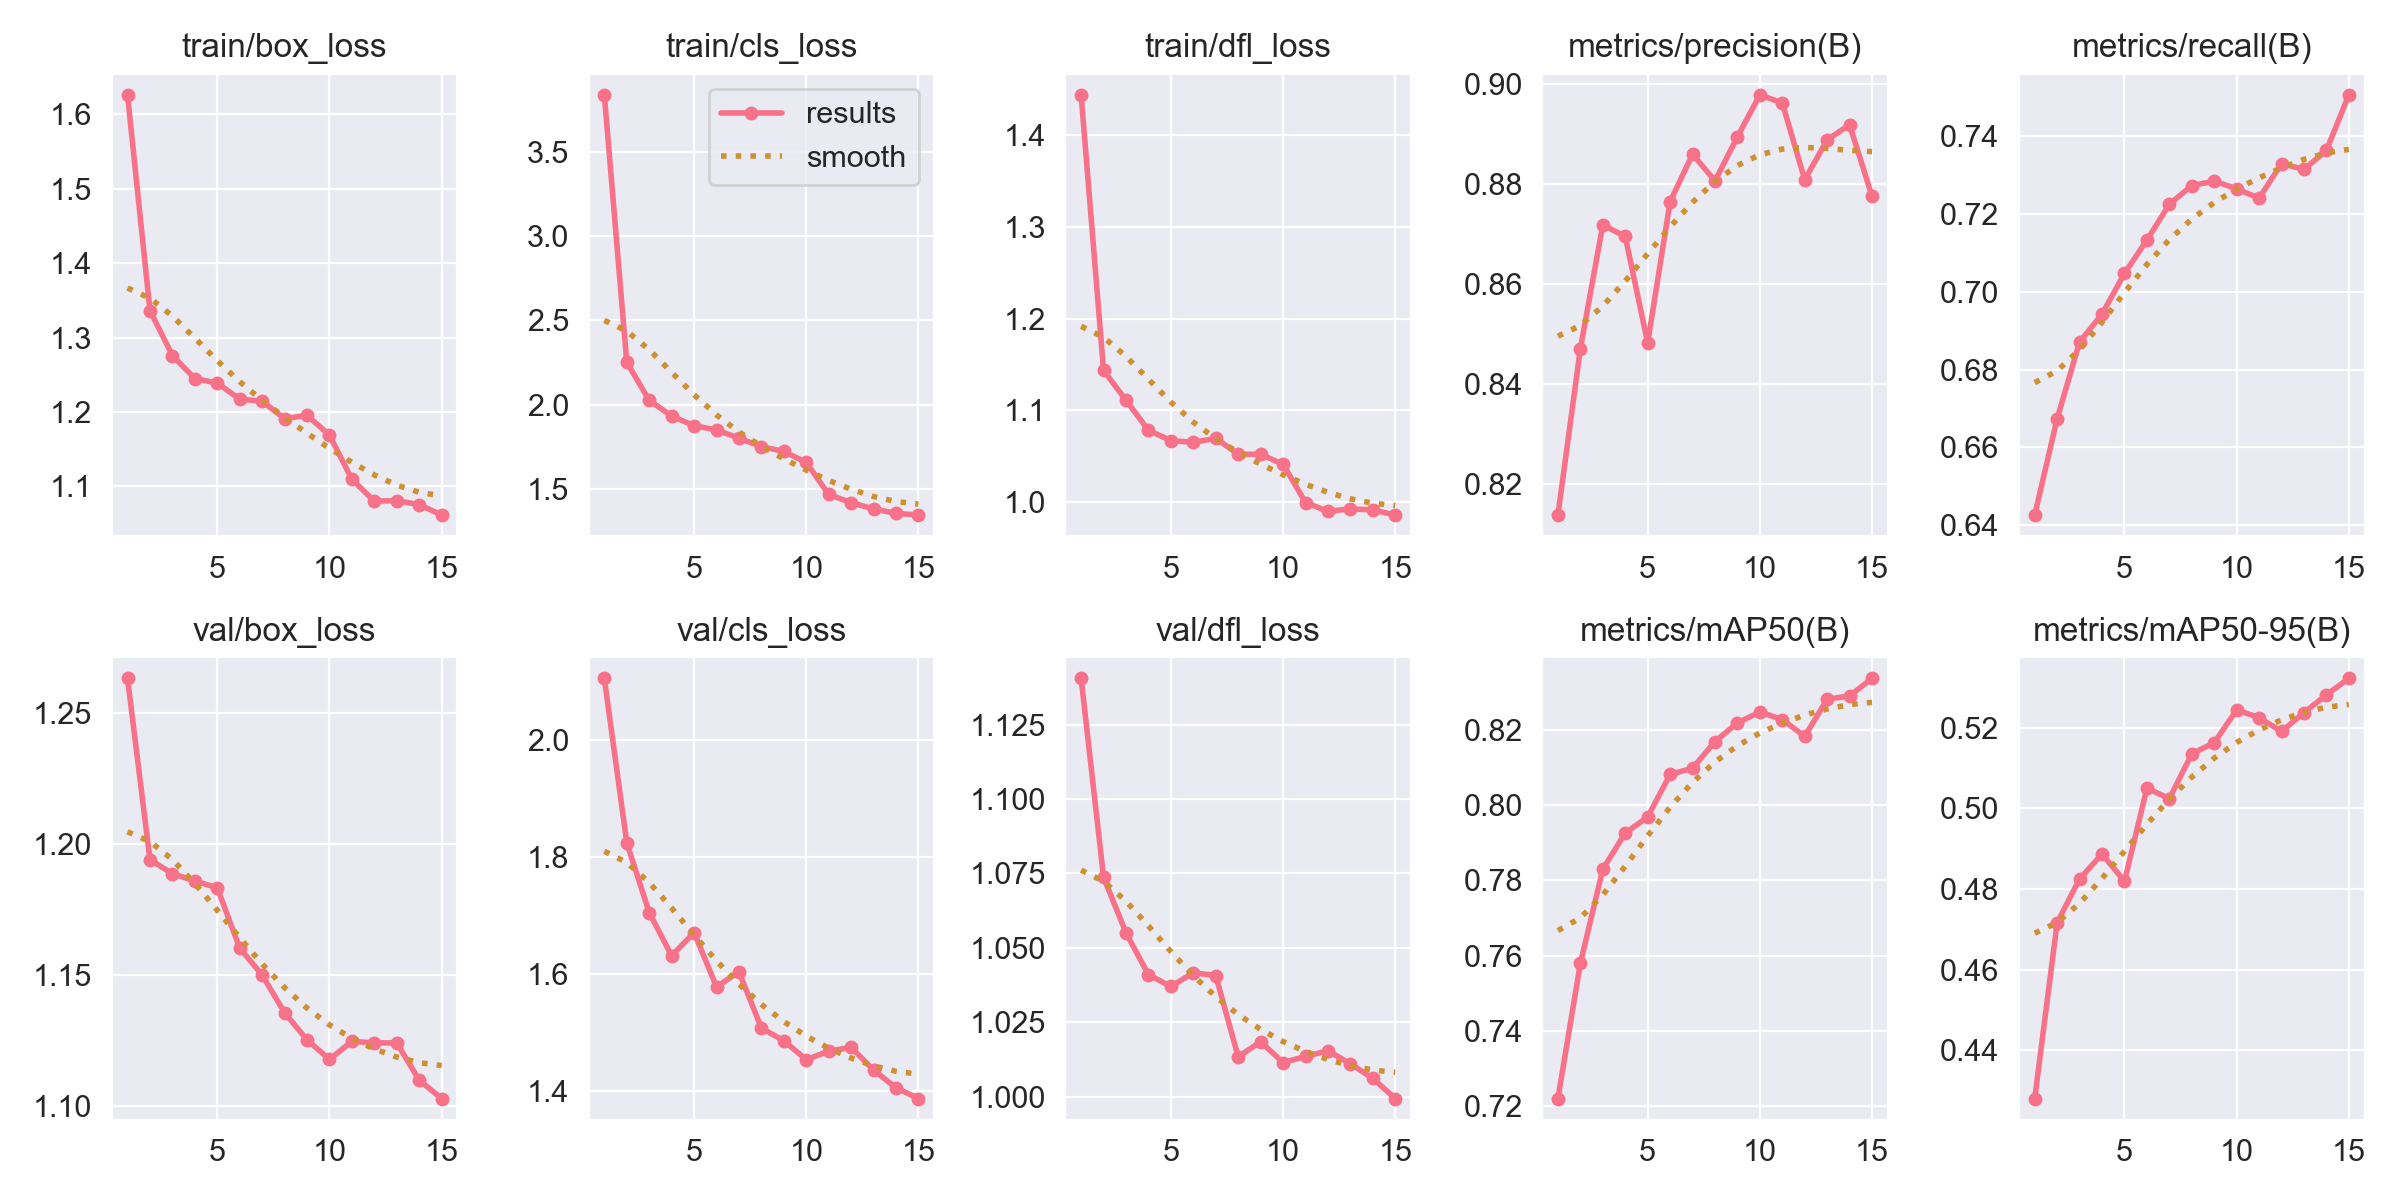 train/box_loss
1.6
1.5
1.4
1.3
1.2
1.1
5 10 15
train/cls_loss
results
smooth
3.5
3.0
2.5
2.0
1.5
5 10 15
train/dfl_loss
1.4
1.3
1.2
1.1
1.0
5 10 15
metrics/precision(B)
0.90
0.88
0.86
0.84
0.82
5 10 15
metrics/recall(B)
0.74
0.72
0.70
0.68
0.66
0.64
5 10 15
val/box_loss
1.25
1.20
1.15
1.10
5 10 15
val/cls_loss
2.0
1.8
1.6
1.4
5 10 15
val/dfl_loss
1.125
1.100
1.075
1.050
1.025
1.000
5 10 15
metrics/mAP50(B)
0.82
0.80
0.78
0.76
0.74
0.72
5 10 15
metrics/mAP50-95(B)
0.52
0.50
0.48
0.46
0.44
5 10 15